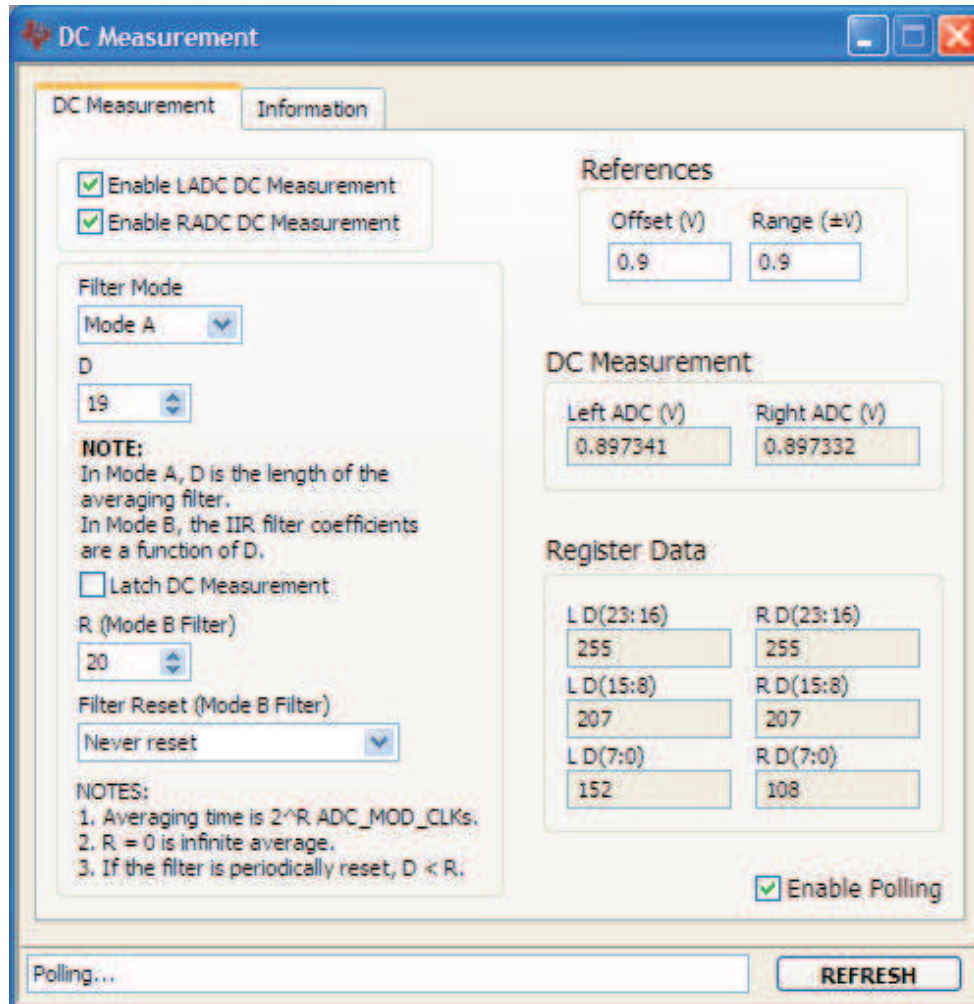 DC Measurement
DC Measurement
Information
Enable LADC DC Measurement
Enable RADC DC Measurement
Filter Mode
Mode A
D
19
NOTE:
In Mode A, D is the length of the
averaging filter.
In Mode B, the IIR filter coefficients
are a function of D.
Latch DC Measurement
R (Mode B Filter)
20
Filter Reset (Mode B Filter)
Never reset
NOTES:
1. Averaging time is 2^R ADC_MOD_CLKs.
2. R = 0 is infinite average.
3. If the filter is periodically reset, D < R.
References
Offset (V) Range (±V)
0.9 0.9
DC Measurement
Left ADC (V) Right ADC (V)
0.897341 0.897332
Register Data
L D(23:16) R D(23:16)
255 255
L D(15:8) R D(15:8)
207 207
L D(7:0) R D(7:0)
152 108
Enable Polling
Polling...
REFRESH